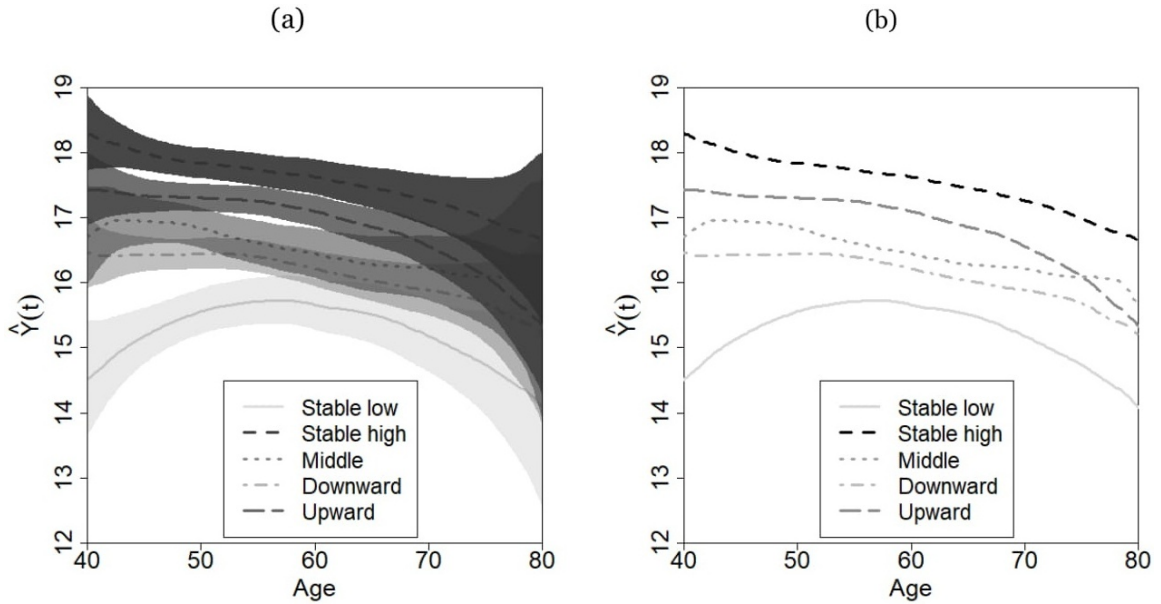 (a)
19
18
17
16
15
14
13
12
Ŷ(t)
40
50
60
70
80
Age
Stable low
Stable high
Middle
Downward
Upward
(b)
19
18
17
16
15
14
13
12
Ŷ(t)
40
50
60
70
80
Age
Stable low
Stable high
Middle
Downward
Upward